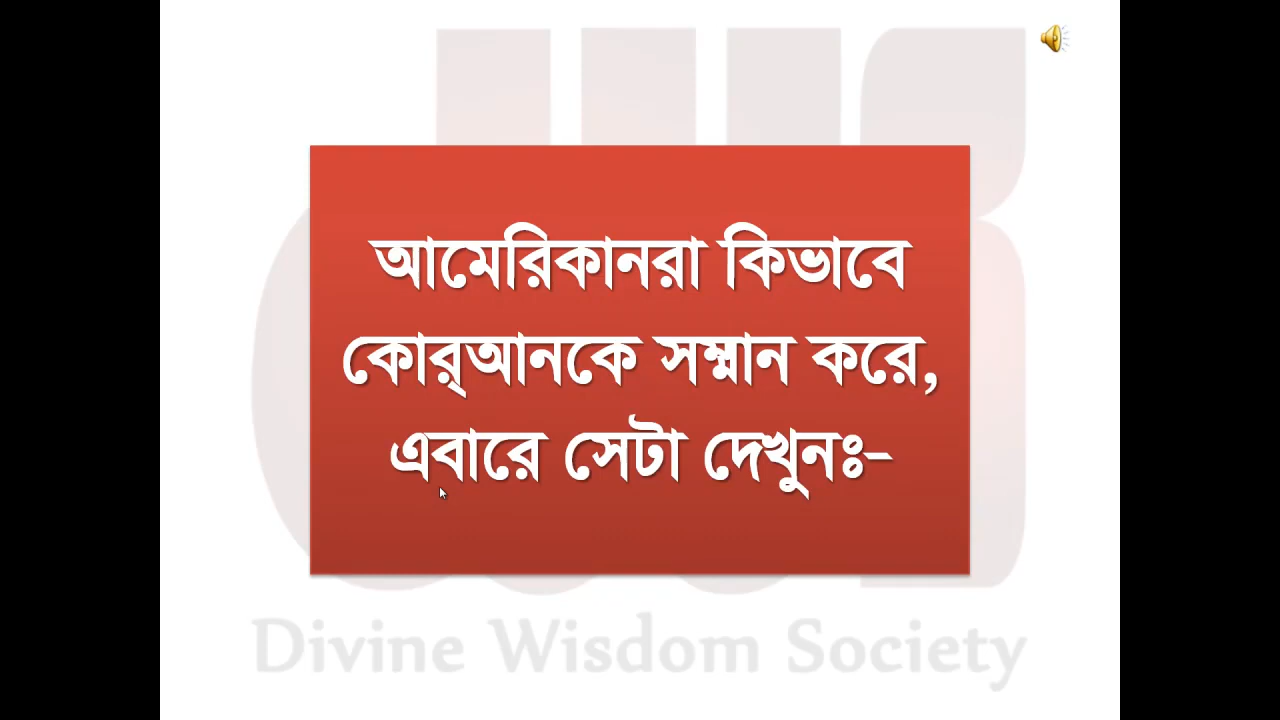 আমেরিকানরা কিভাবে
কোর্‌আনকে সম্মান করে,
এবারে সেটা দেখুনঃ-
Divine Wisdom Society